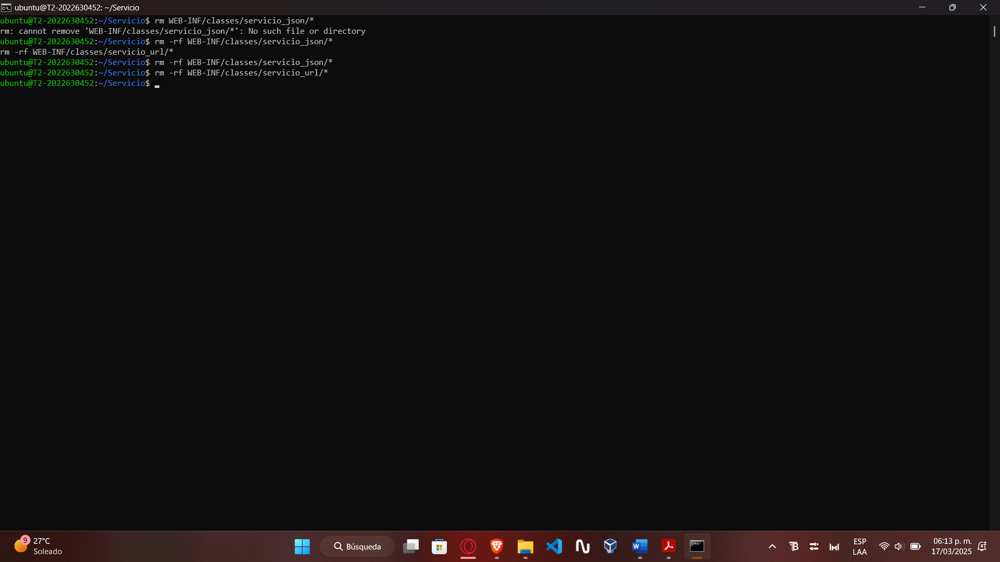 ubuntu@T2-2022630452: ~/Servicio
ubuntu@T2-2022630452:~/Servicio$ rm WEB-INF/classes/servicio_json/*
rm: cannot remove 'WEB-INF/classes/servicio_json/*': No such file or directory
ubuntu@T2-2022630452:~/Servicio$ rm -rf WEB-INF/classes/servicio_json/*
rm -rf WEB-INF/classes/servicio_url/*
ubuntu@T2-2022630452:~/Servicio$ rm -rf WEB-INF/classes/servicio_json/*
ubuntu@T2-2022630452:~/Servicio$ rm -rf WEB-INF/classes/servicio_url/*
ubuntu@T2-2022630452:~/Servicio$
9
27°C
Soleado
Búsqueda
ESP
LAA
06:13 p. m.
17/03/2025